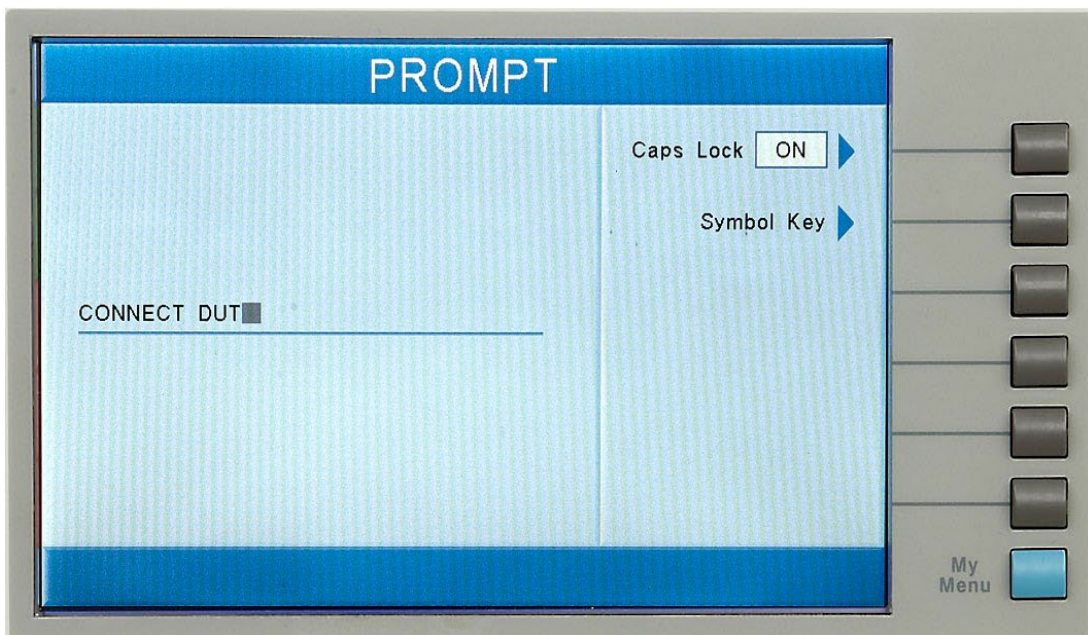 PROMPT
Caps Lock ON
Symbol Key
CONNECT DUT
My
Menu